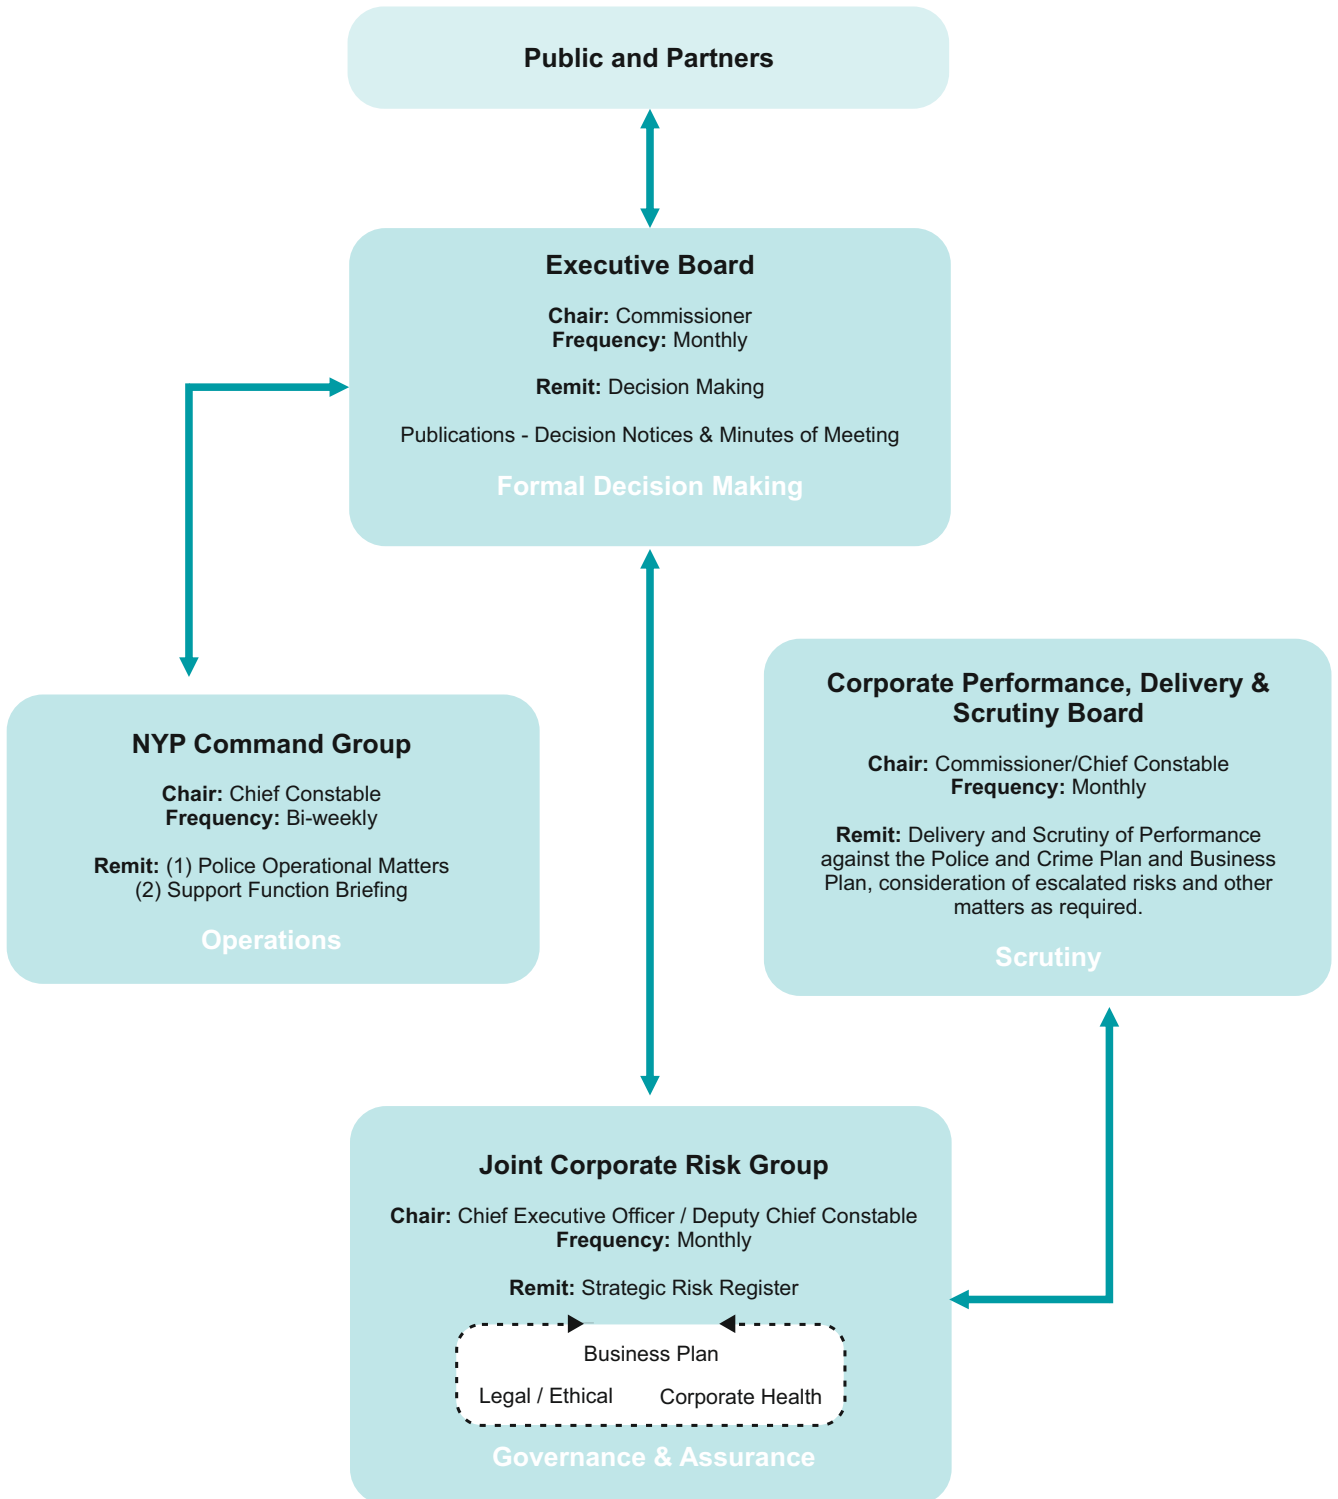 Public and Partners
Executive Board
Chair: Commissioner
Frequency: Monthly
Remit: Decision Making
Publications - Decision Notices & Minutes of Meeting
Formal Decision Making
NYP Command Group
Chair: Chief Constable
Frequency: Bi-weekly
Remit: (1) Police Operational Matters
(2) Support Function Briefing
Operations
Corporate Performance, Delivery &
Scrutiny Board
Chair: Commissioner/Chief Constable
Frequency: Monthly
Remit: Delivery and Scrutiny of Performance
against the Police and Crime Plan and Business
Plan, consideration of escalated risks and other
matters as required.
Scrutiny
Joint Corporate Risk Group
Chair: Chief Executive Officer / Deputy Chief Constable
Frequency: Monthly
Remit: Strategic Risk Register
Business Plan
Legal / Ethical
Corporate Health
Governance & Assurance